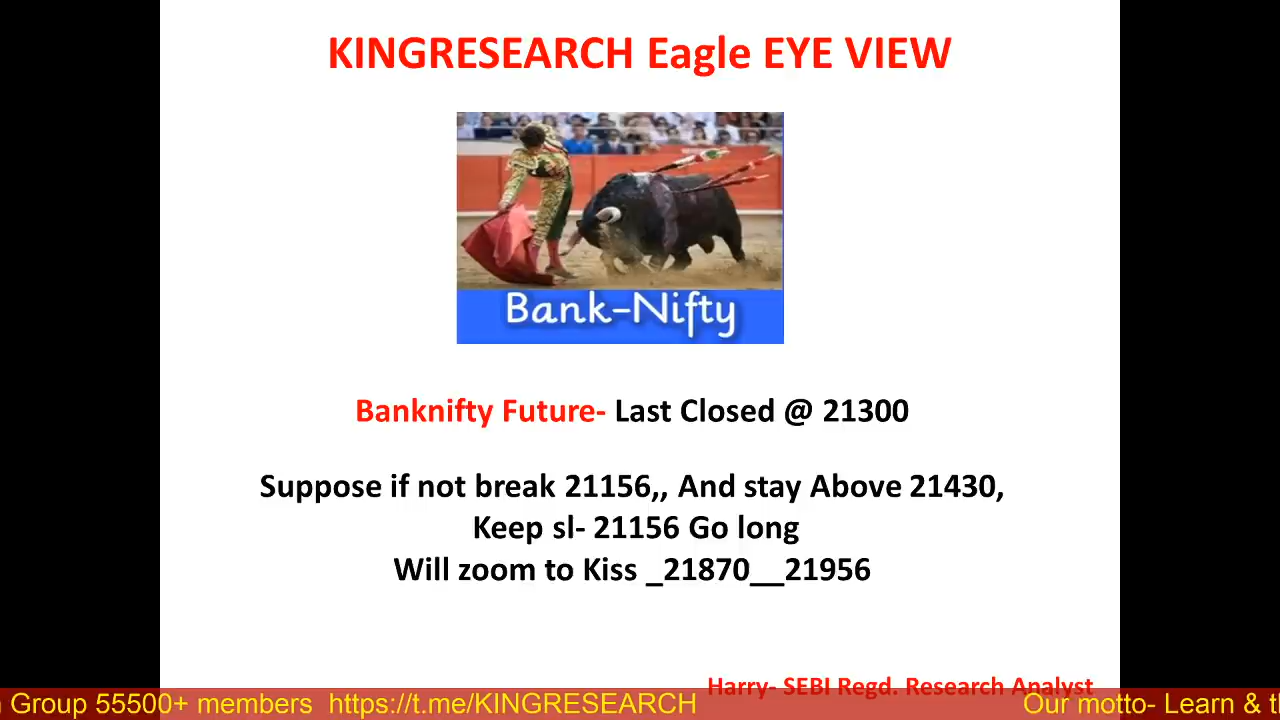 KINGRESEARCH Eagle EYE VIEW
Bank-Nifty
Banknifty Future- Last Closed @ 21300
Suppose if not break 21156,, And stay Above 21430,
Keep sl- 21156 Go long
Will zoom to Kiss _21870__21956
Harry- SEBI Regd. Research Analyst
Group 55500+ members https://t.me/KINGRESEARCH Our motto- Learn &